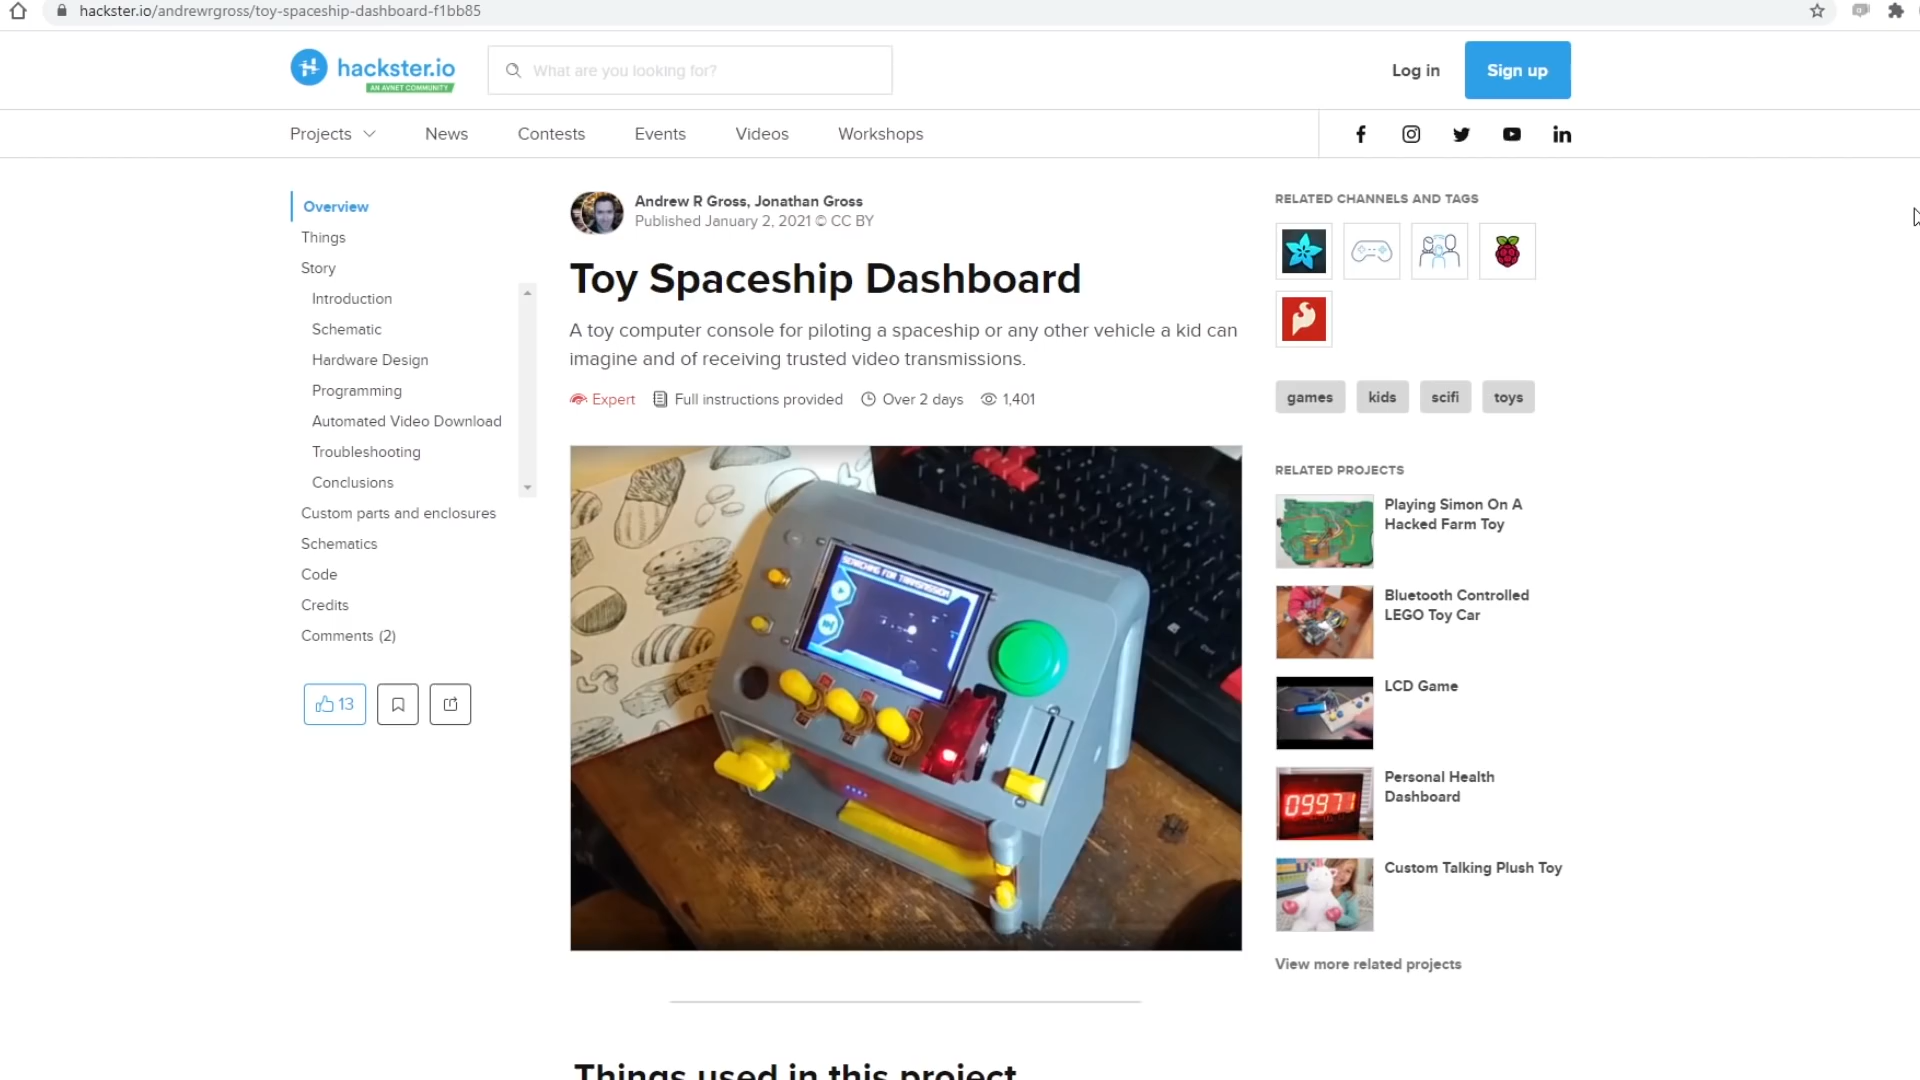 hackster.io/andrewrgross/toy-spaceship-dashboard-f1bb85
hackster.io
AN AVNET COMMUNITY
What are you looking for?
Log in
Sign up
Projects
News
Contests
Events
Videos
Workshops
Overview
Things
Story
Introduction
Schematic
Hardware Design
Programming
Automated Video Download
Troubleshooting
Conclusions
Custom parts and enclosures
Schematics
Code
Credits
Comments (2)
13
Andrew R Gross, Jonathan Gross
Published January 2, 2021 © CC BY
Toy Spaceship Dashboard
A toy computer console for piloting a spaceship or any other vehicle a kid can
imagine and of receiving trusted video transmissions.
Expert
Full instructions provided
Over 2 days
1,401
SEARCHING FOR TRANSMISSION
Things used in this project
RELATED CHANNELS AND TAGS
games
kids
scifi
toys
RELATED PROJECTS
Playing Simon On A
Hacked Farm Toy
Bluetooth Controlled
LEGO Toy Car
LCD Game
Personal Health
Dashboard
09977
Custom Talking Plush Toy
View more related projects